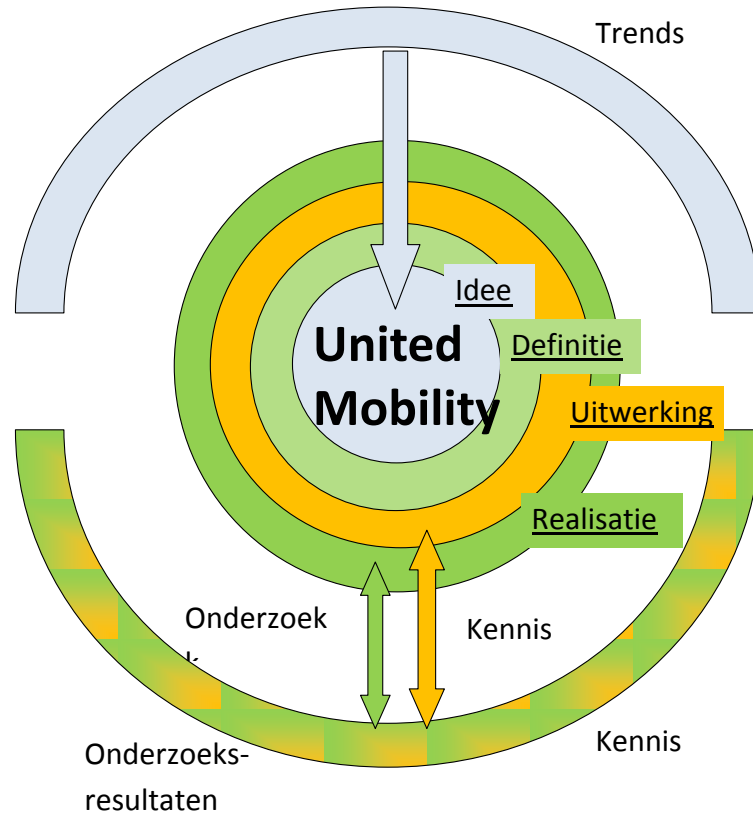 Trends
Idee
United
Mobility
Definitie
Uitwerking
Realisatie
Onderzoek
Kennis
Kennis
Onderzoeks-
resultaten